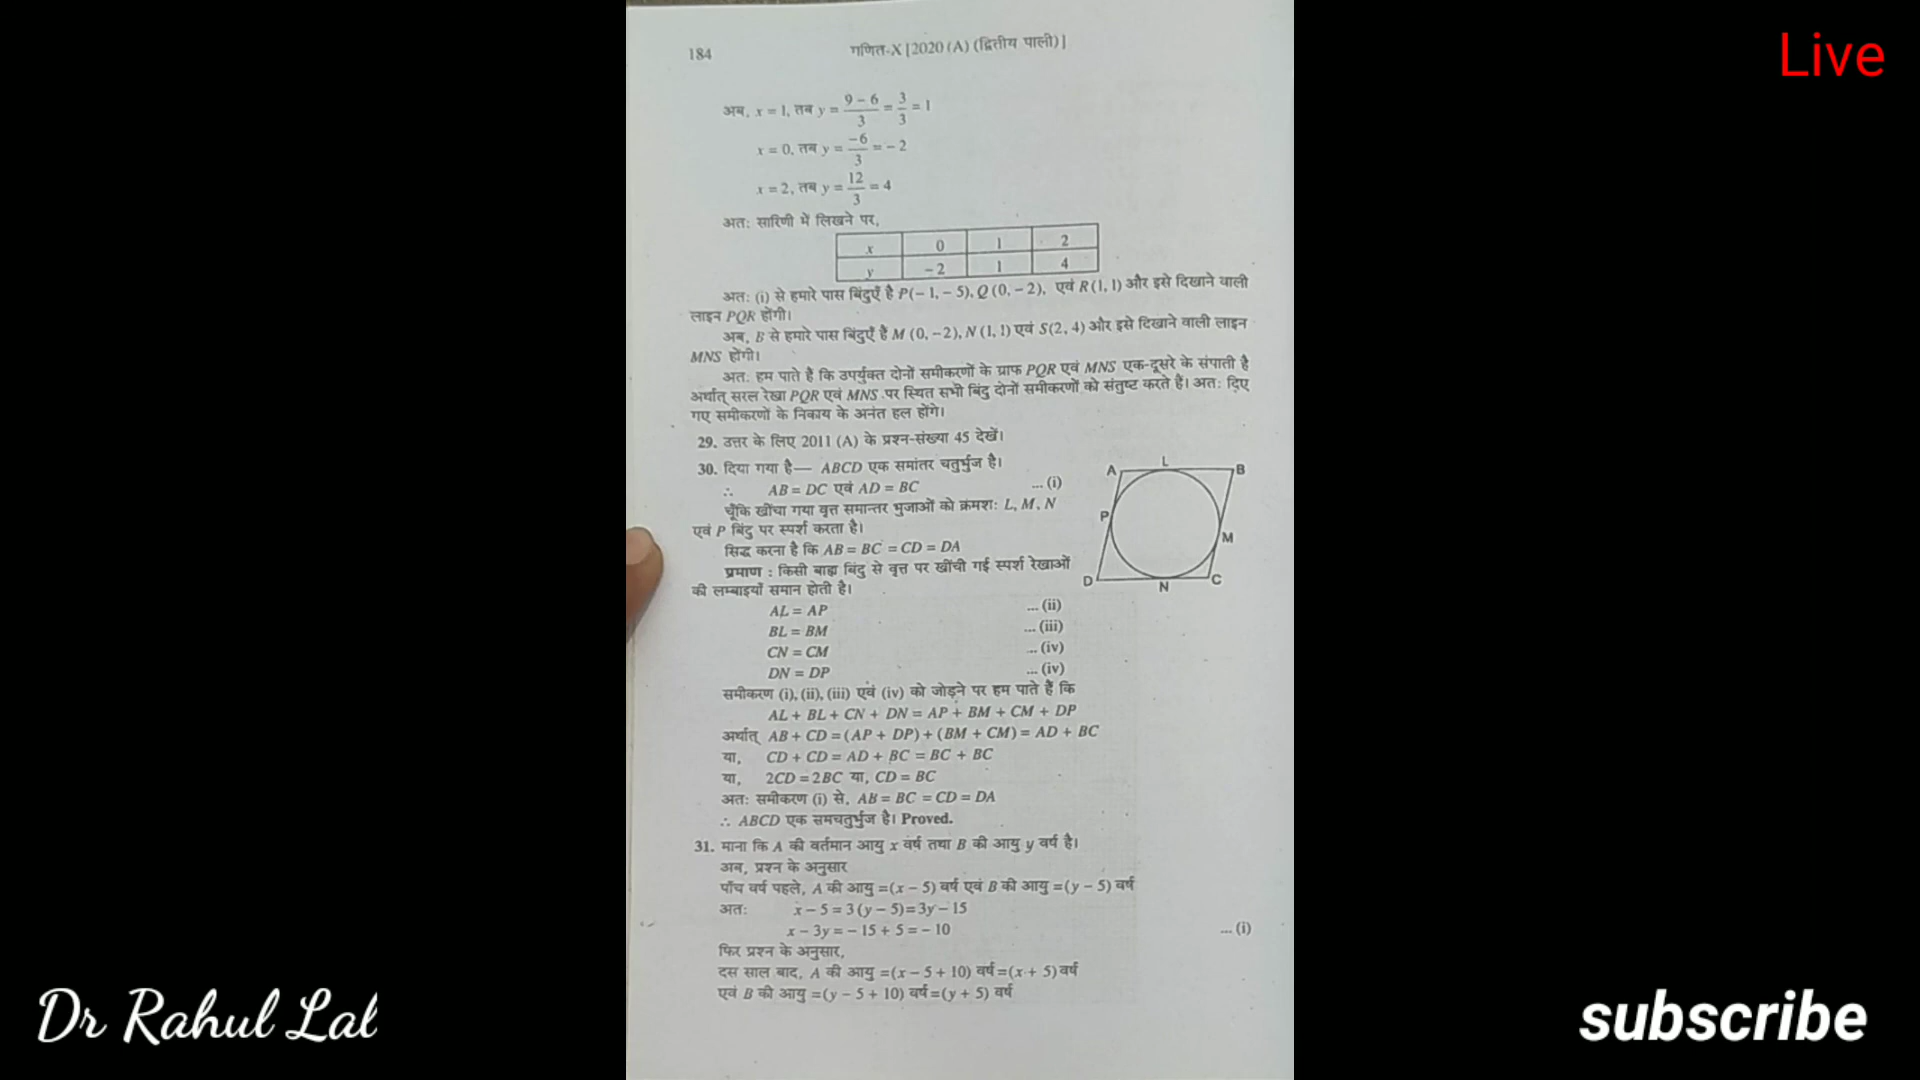 184
गणित-X [2020 (A) (द्वितीय पाली)]
Live
अब, x = 1, तब y = 9 – 6 / 3 = 3 / 3 = 1
x = 0, तब y = –6 / 3 = – 2
x = 2, तब y = 12 / 3 = 4
अतः सारिणी में लिखने पर,
x 0 1 2
y – 2 1 4
अतः (i) से हमारे पास बिंदुएँ है P(– 1, – 5), Q (0, – 2), एवं R (1, 1) और इसे दिखाने वाली
लाइन PQR होंगी।
अब, B से हमारे पास बिंदुएँ हैं M (0, –2), N (1, 1) एवं S(2, 4) और इसे दिखाने वाली लाइन
MNS होंगी।
अतः हम पाते हैं कि उपर्युक्त दोनों समीकरणों के ग्राफ PQR एवं MNS एक-दूसरे के संपाती है
अर्थात् सरल रेखा PQR एवं MNS पर स्थित सभी बिंदु दोनों समीकरणों को संतुष्ट करते हैं। अतः दिए
गए समीकरणों के निकाय के अनंत हल होंगे।
29. उत्तर के लिए 2011 (A) के प्रश्न-संख्या 45 देखें।
30. दिया गया है— ABCD एक समांतर चतुर्भुज है।
∴ AB = DC एवं AD = BC ... (i)
चूँकि खींचा गया वृत्त समान्तर भुजाओं को क्रमशः L, M, N
एवं P बिंदु पर स्पर्श करता है।
सिद्ध करना है कि AB = BC = CD = DA
प्रमाण : किसी बाह्य बिंदु से वृत्त पर खींची गई स्पर्श रेखाओं
की लम्बाइयाँ समान होती है।
A L B
P M
D N C
AL = AP ... (ii)
BL = BM ... (iii)
CN = CM ... (iv)
DN = DP ... (iv)
समीकरण (i), (ii), (iii) एवं (iv) को जोड़ने पर हम पाते हैं कि
AL + BL + CN + DN = AP + BM + CM + DP
अर्थात् AB + CD = (AP + DP) + (BM + CM) = AD + BC
या, CD + CD = AD + BC = BC + BC
या, 2CD = 2BC या, CD = BC
अतः समीकरण (i) से, AB = BC = CD = DA
∴ ABCD एक समचतुर्भुज है। Proved.
31. माना कि A की वर्तमान आयु x वर्ष तथा B की आयु y वर्ष है।
अब, प्रश्न के अनुसार
पाँच वर्ष पहले, A की आयु =(x – 5) वर्ष एवं B की आयु =(y – 5) वर्ष
अतः x – 5 = 3 (y – 5)=3y – 15
x – 3y = – 15 + 5 = – 10 ... (i)
फिर प्रश्न के अनुसार,
दस साल बाद, A की आयु =(x – 5 + 10) वर्ष=(x + 5) वर्ष
एवं B की आयु =(y – 5 + 10) वर्ष=(y + 5) वर्ष
Dr Rahul Lal
subscribe